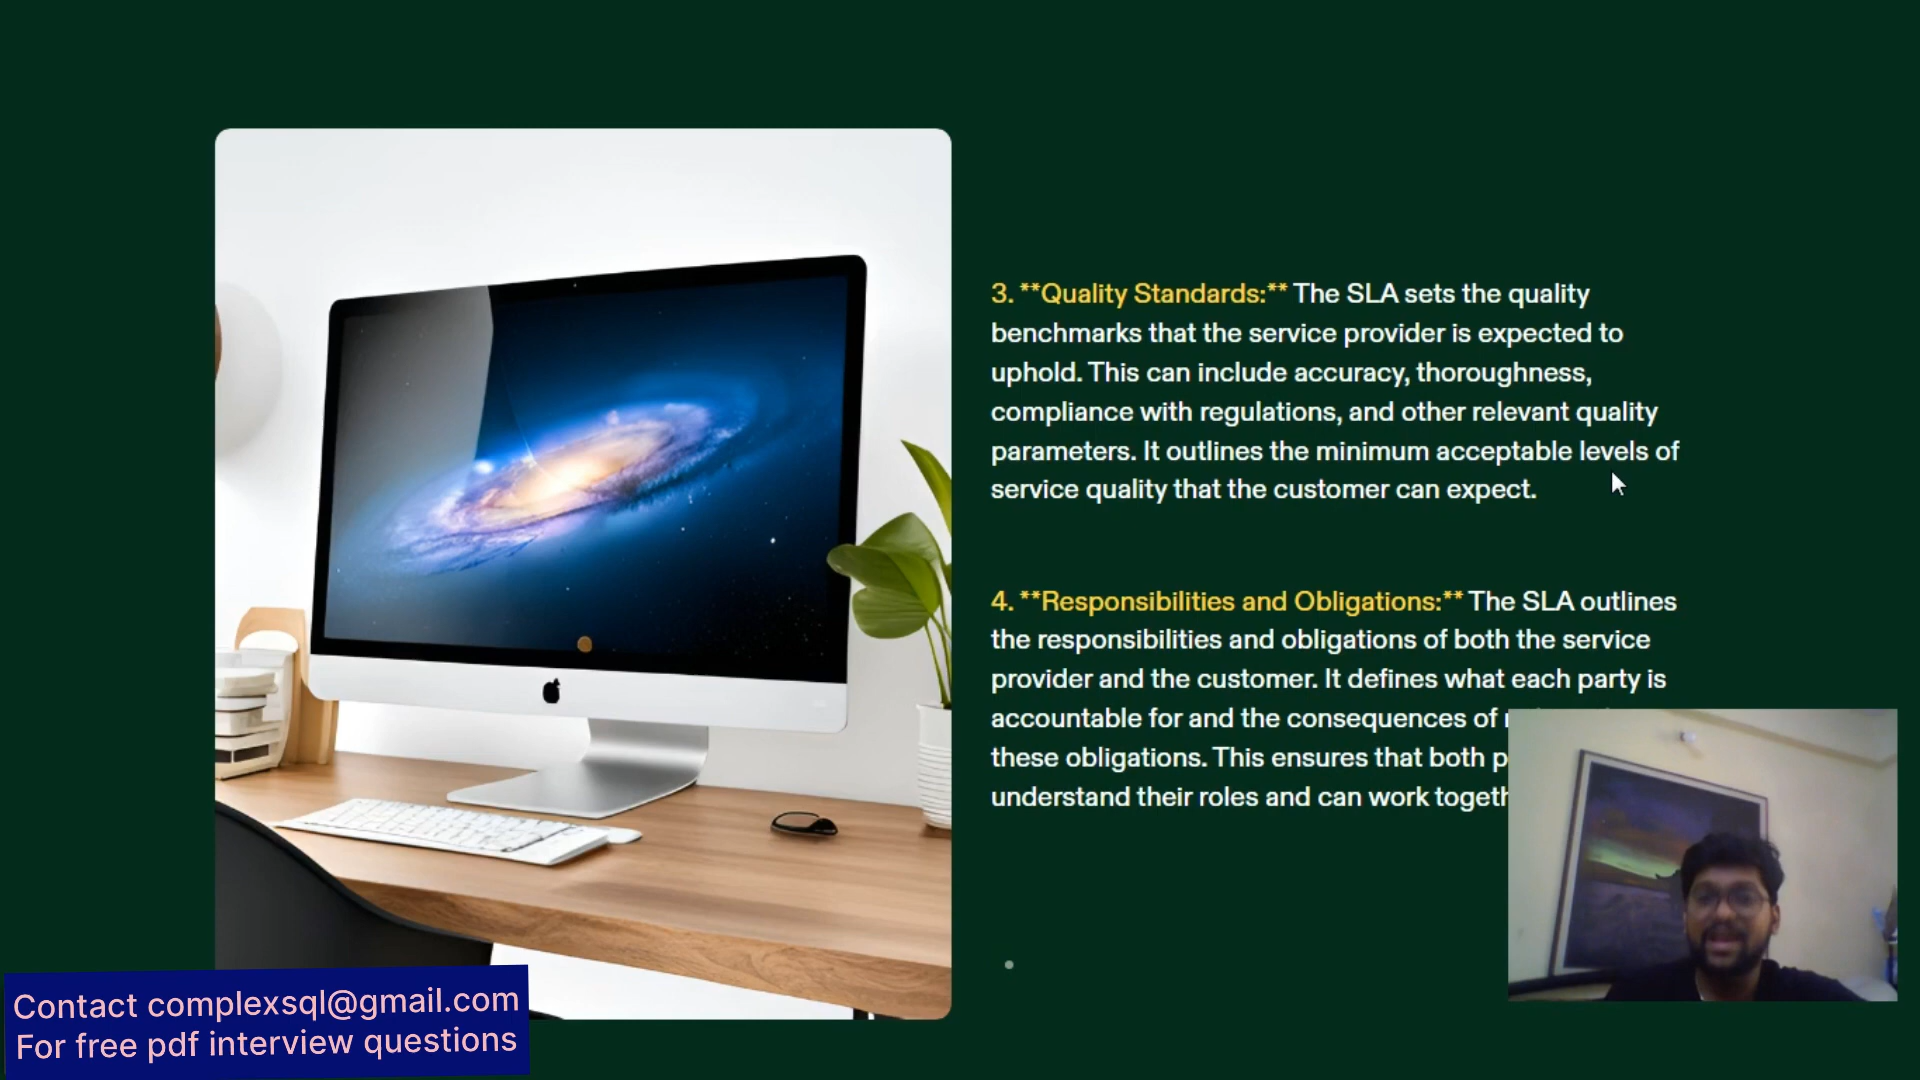 3. **Quality Standards:** The SLA sets the quality
benchmarks that the service provider is expected to
uphold. This can include accuracy, thoroughness,
compliance with regulations, and other relevant quality
parameters. It outlines the minimum acceptable levels of
service quality that the customer can expect.
4. **Responsibilities and Obligations:** The SLA outlines
the responsibilities and obligations of both the service
provider and the customer. It defines what each party is
accountable for and the consequences of
these obligations. This ensures that both
understand their roles and can work
Contact complexsql@gmail.com
For free pdf interview questions